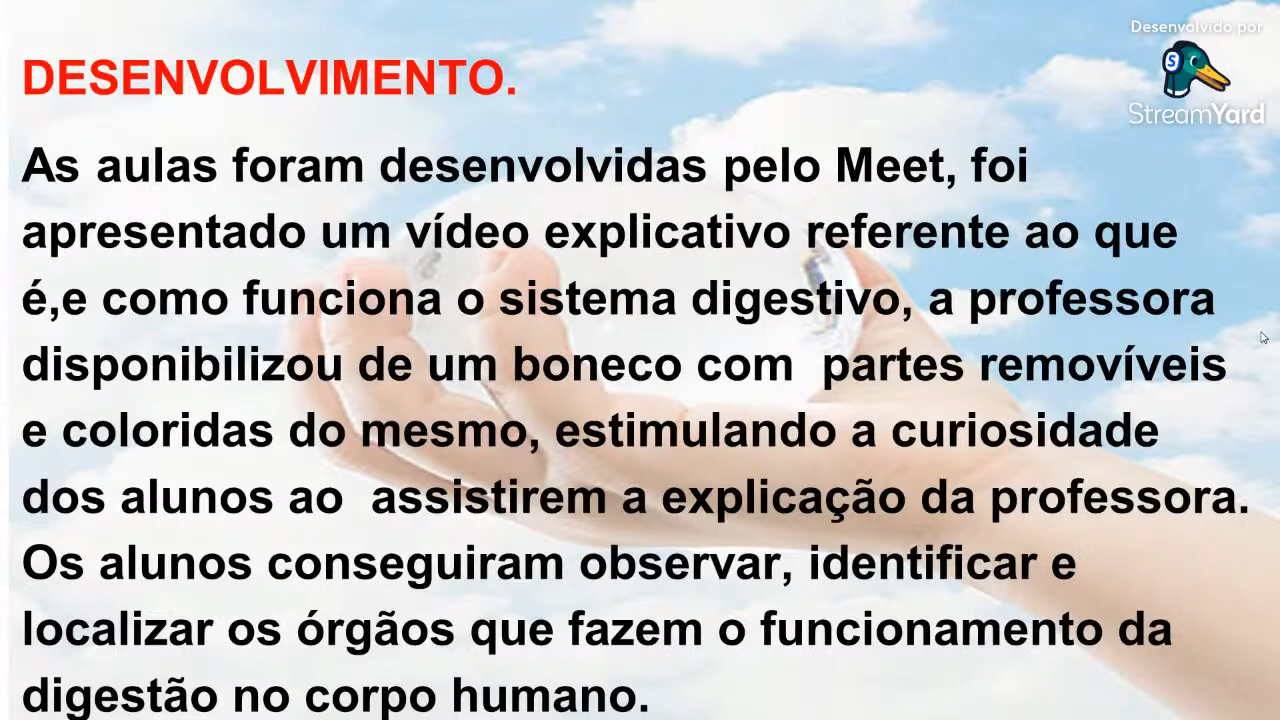 Desenvolvido por
StreamYard
DESENVOLVIMENTO.
As aulas foram desenvolvidas pelo Meet, foi
apresentado um vídeo explicativo referente ao que
é,e como funciona o sistema digestivo, a professora
disponibilizou de um boneco com  partes removíveis
e coloridas do mesmo, estimulando a curiosidade
dos alunos ao  assistirem a explicação da professora.
Os alunos conseguiram observar, identificar e
localizar os órgãos que fazem o funcionamento da
digestão no corpo humano.